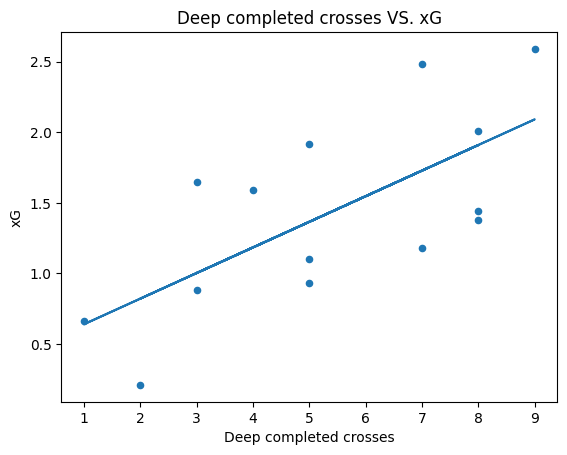 Deep completed crosses VS. xG
2.5
2.0
1.5
1.0
0.5
xG
1 2 3 4 5 6 7 8 9
Deep completed crosses